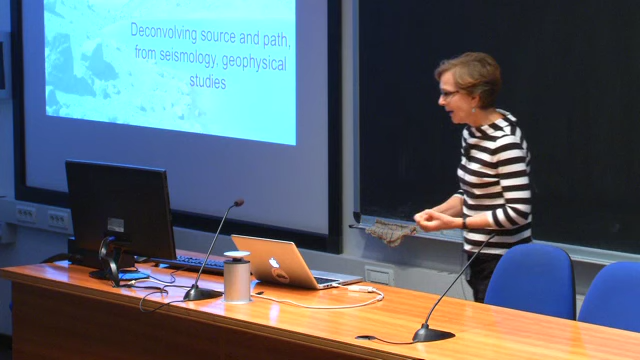 Deconvolving source and path,
from seismology, geophysical
studies